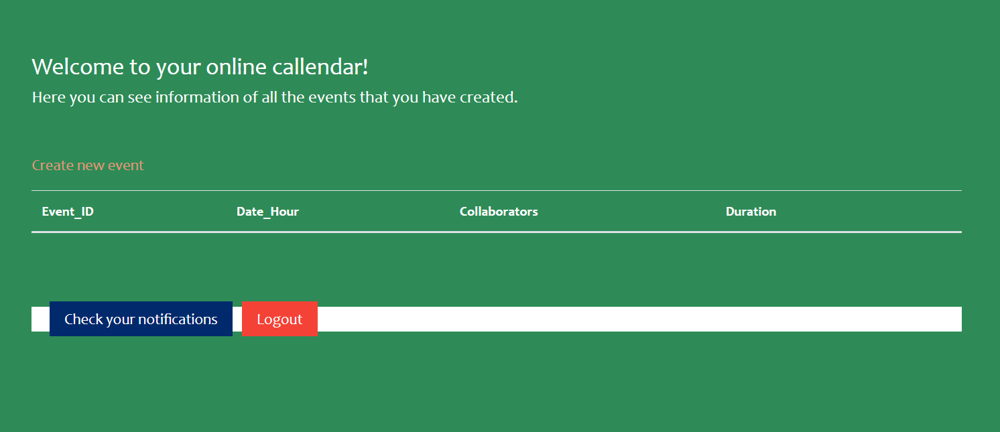 Welcome to your online callendar!
Here you can see information of all the events that you have created.
Create new event
Event_ID Date_Hour Collaborators Duration
Check your notifications Logout